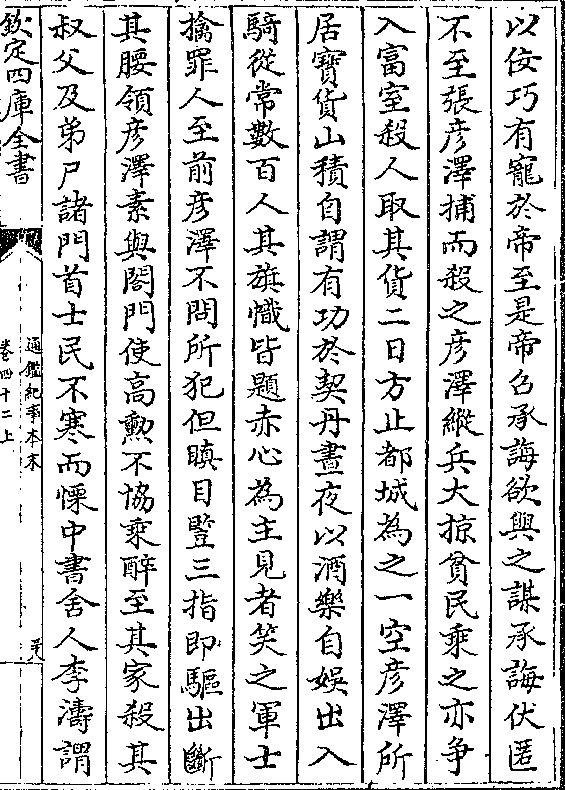 以佞巧有寵於帝至是帝召承誨欲與之謀承誨伏匿
不至張彦澤捕而殺之彦澤縱兵大掠貧民乗之亦争
入富室殺人取其貨二日方止都城為之一空彦澤所
居寳貨山積自謂有功於契丹晝夜以酒樂自娱出入
騎從常數百人其旗幟皆題赤心為主見者笑之軍士
擒罪人至前彦澤不問所犯但瞋目豎三指即驅出斷
其腰領彦澤素與閤門使高勲不協乗醉至其家殺其
叔父及弟尸諸門首士民不寒而慄中書舍人李濤謂
欽定四庫全書
通鑑紀事本末
卷四十二上